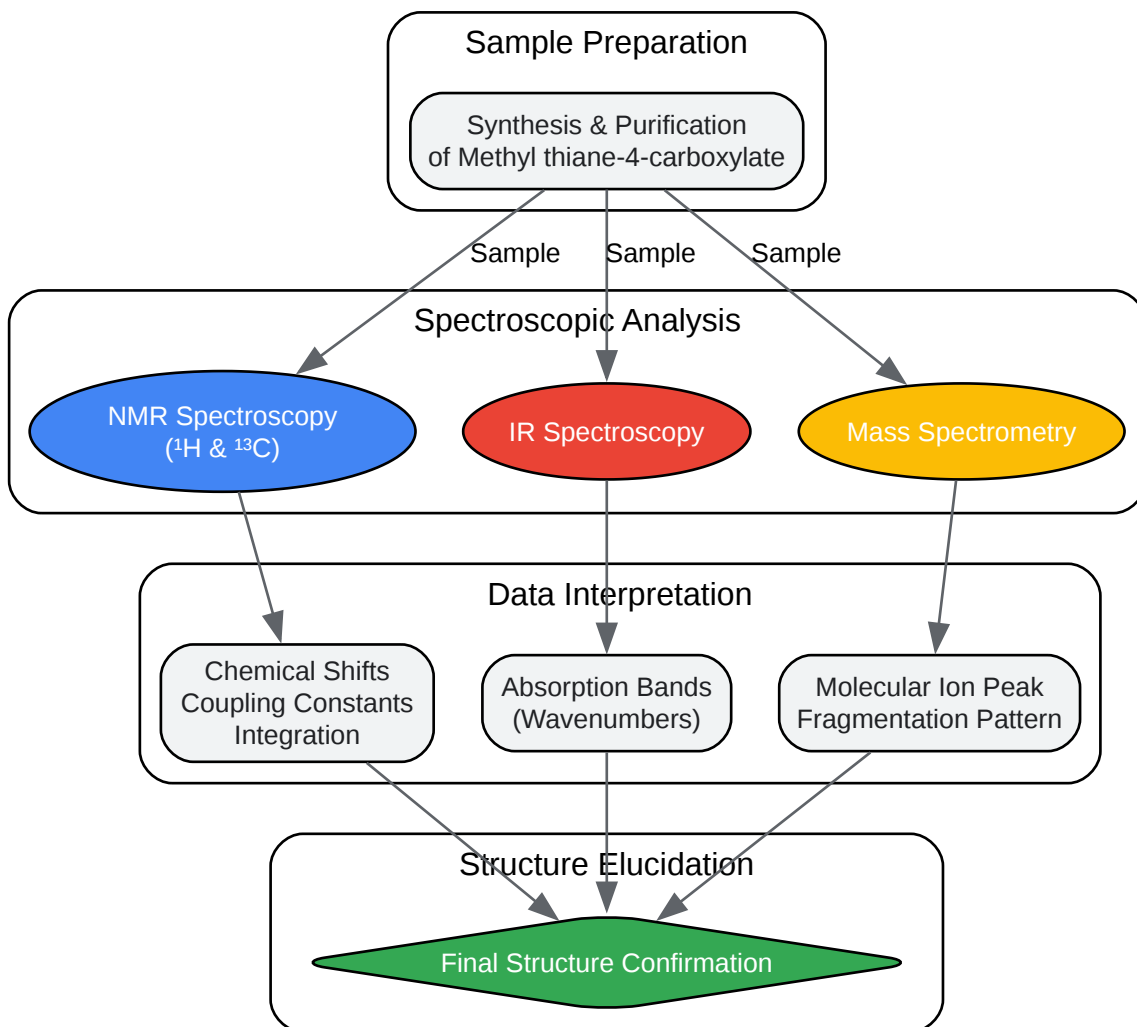 Sample Preparation
Synthesis & Purification
of Methyl thiane-4-carboxylate
Sample
Sample
Sample
Spectroscopic Analysis
NMR Spectroscopy
(¹H & ¹³C)
IR Spectroscopy
Mass Spectrometry
Data Interpretation
Chemical Shifts
Coupling Constants
Integration
Absorption Bands
(Wavenumbers)
Molecular Ion Peak
Fragmentation Pattern
Structure Elucidation
Final Structure Confirmation